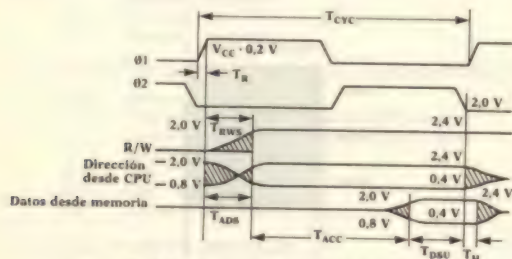 T_CYC
Ø1
V_CC · 0,2 V
T_R
Ø2
2,0 V
2,0 V
T_RWS
2,4 V
R/W
Dirección
desde CPU
2,0 V
0,8 V
2,4 V
0,4 V
2,4 V
Datos desde memoria
T_ADS
2,0 V
0,8 V
0,4 V
T_ACC
T_DSU
T_H